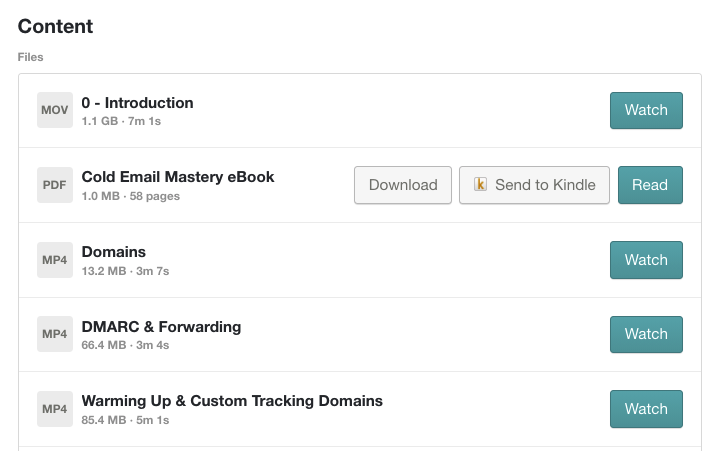 Content
Files
MOV
0 - Introduction
1.1 GB · 7m 1s
Watch
PDF
Cold Email Mastery eBook
1.0 MB · 58 pages
Download
k
Send to Kindle
Read
MP4
Domains
13.2 MB · 3m 7s
Watch
MP4
DMARC & Forwarding
66.4 MB · 3m 4s
Watch
MP4
Warming Up & Custom Tracking Domains
85.4 MB · 5m 1s
Watch